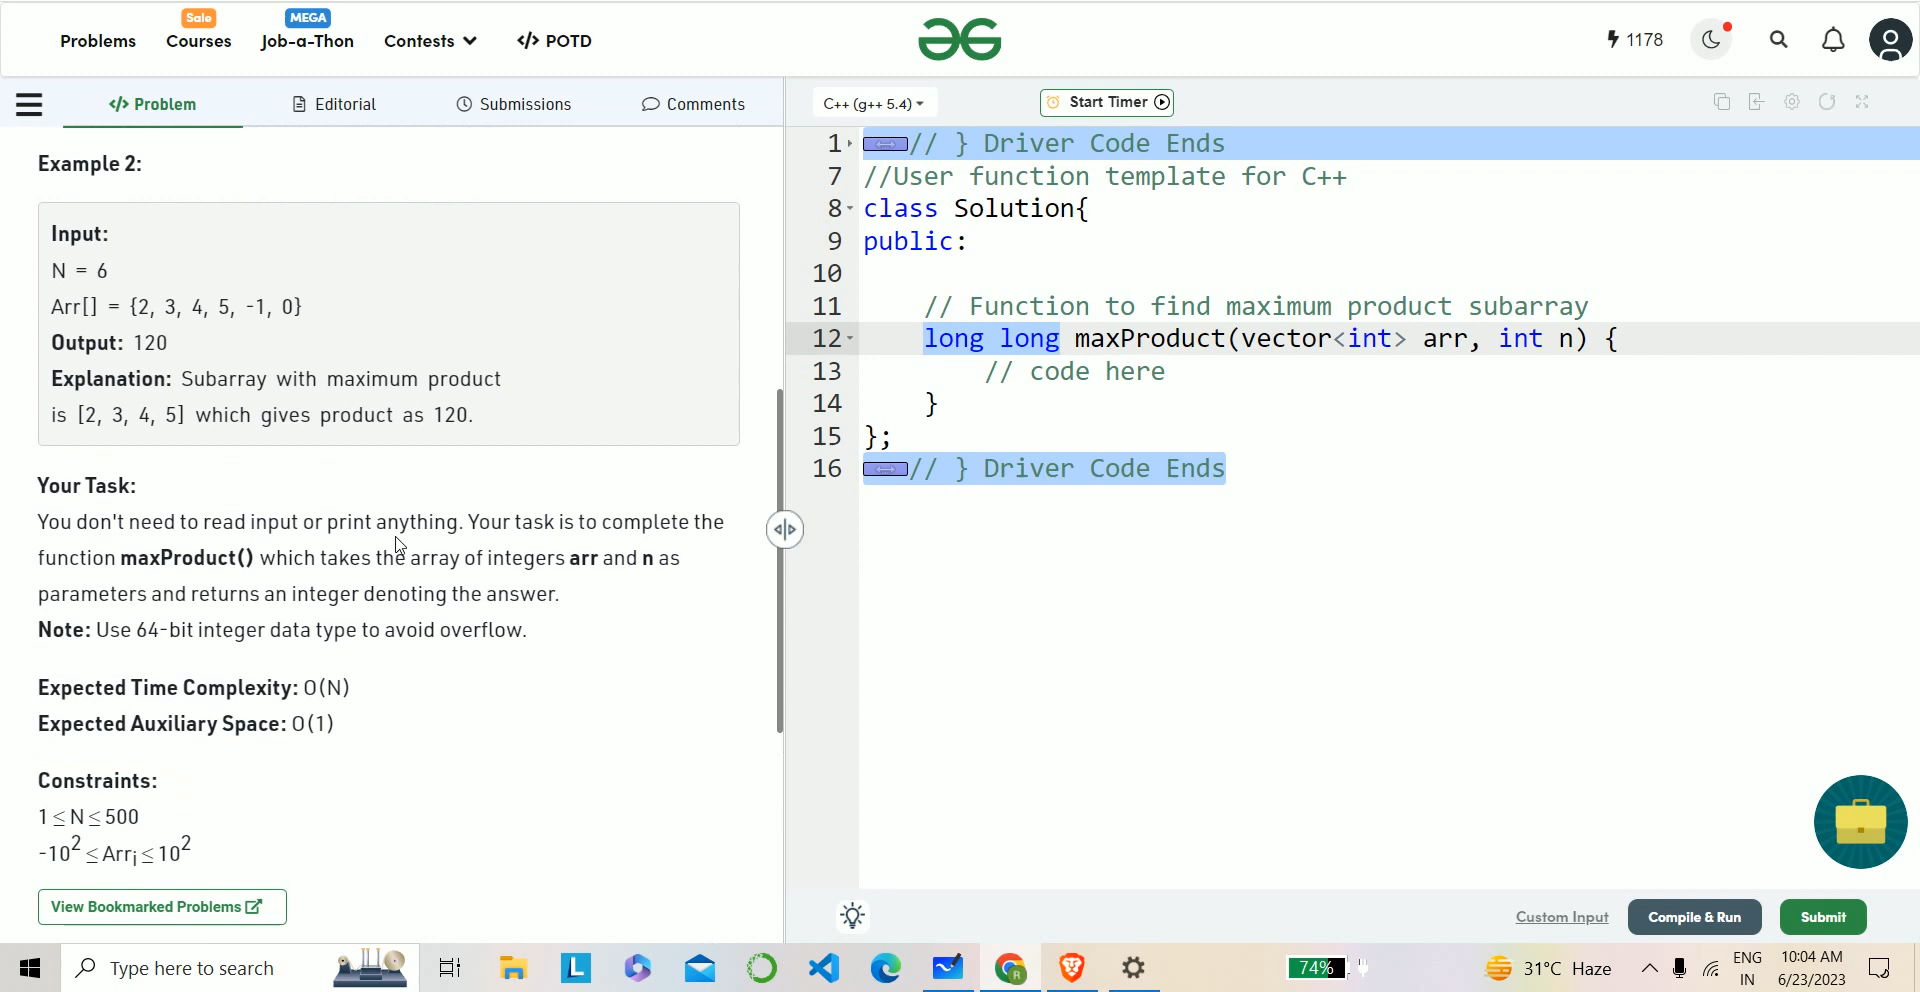 Sale
MEGA
Problems
Courses
Job-a-Thon
Contests
</> POTD
1178
</> Problem
Editorial
Submissions
Comments
C++ (g++ 5.4)
Start Timer
Example 2:
Input:
N = 6
Arr[] = {2, 3, 4, 5, -1, 0}
Output: 120
Explanation: Subarray with maximum product
is [2, 3, 4, 5] which gives product as 120.
Your Task:
You don't need to read input or print anything. Your task is to complete the
function maxProduct() which takes the array of integers arr and n as
parameters and returns an integer denoting the answer.
Note: Use 64-bit integer data type to avoid overflow.
Expected Time Complexity: O(N)
Expected Auxiliary Space: O(1)
Constraints:
1 ≤ N ≤ 500
-10² ≤ Arrᵢ ≤ 10²
View Bookmarked Problems
1 // } Driver Code Ends
7 //User function template for C++
8 class Solution{
9 public:
10
11 // Function to find maximum product subarray
12 long long maxProduct(vector<int> arr, int n) {
13 // code here
14 }
15 };
16 // } Driver Code Ends
Custom Input
Compile & Run
Submit
Type here to search
L
R
74%
31°C Haze
ENG
IN
10:04 AM
6/23/2023